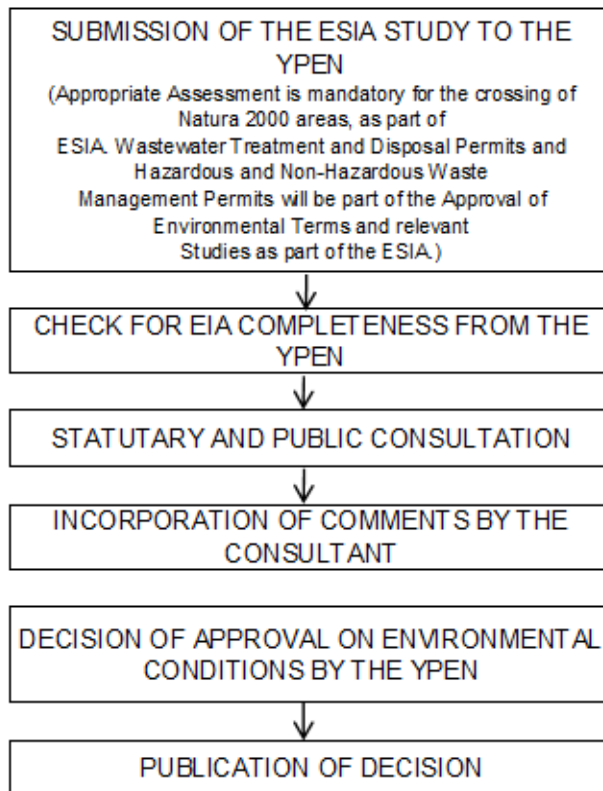 SUBMISSION OF THE ESIA STUDY TO THE
YPEN
(Appropriate Assessment is mandatory for the crossing of
Natura 2000 areas, as part of
ESIA. Wastewater Treatment and Disposal Permits and
Hazardous and Non-Hazardous Waste
Management Permits will be part of the Approval of
Environmental Terms and relevant
Studies as part of the ESIA.)
CHECK FOR EIA COMPLETENESS FROM THE
YPEN
STATUTARY AND PUBLIC CONSULTATION
INCORPORATION OF COMMENTS BY THE
CONSULTANT
DECISION OF APPROVAL ON ENVIRONMENTAL
CONDITIONS BY THE YPEN
PUBLICATION OF DECISION